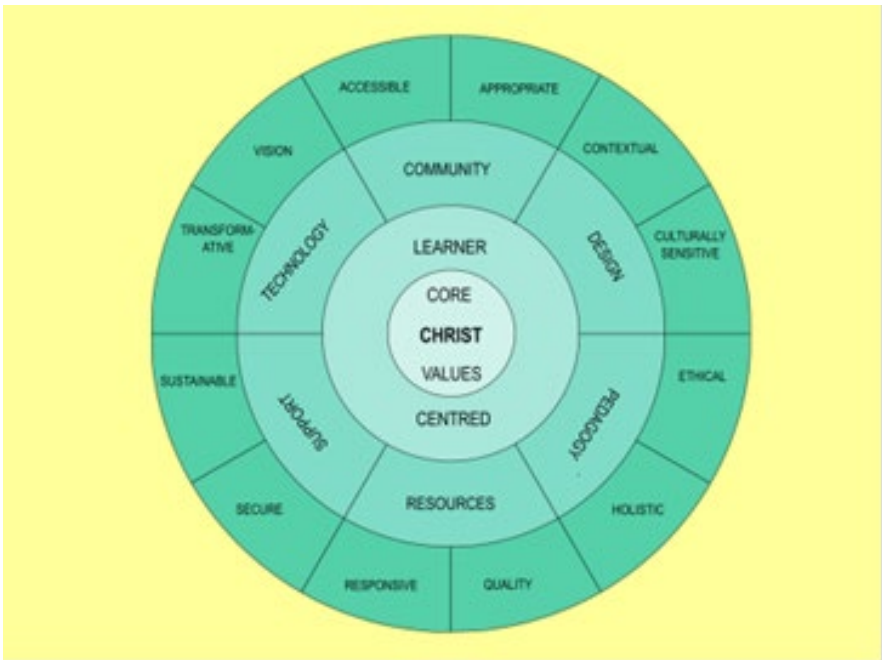 ACCESSIBLE
APPROPRIATE
VISION
CONTEXTUAL
COMMUNITY
TRANSFORM-
ATIVE
TECHNOLOGY
LEARNER
DESIGN
CULTURALLY
SENSITIVE
CORE
CHRIST
VALUES
SUSTAINABLE
SUPPORT
CENTRED
PEDAGOGY
ETHICAL
SECURE
RESOURCES
HOLISTIC
RESPONSIVE
QUALITY